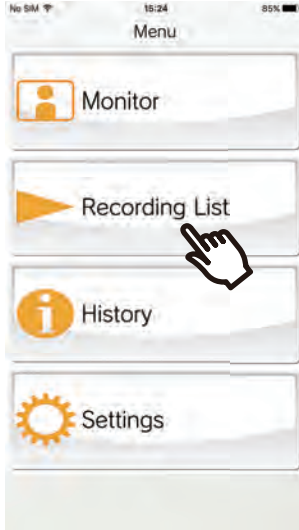 No SIM 15:24 85%
Menu
Monitor
Recording List
History
Settings